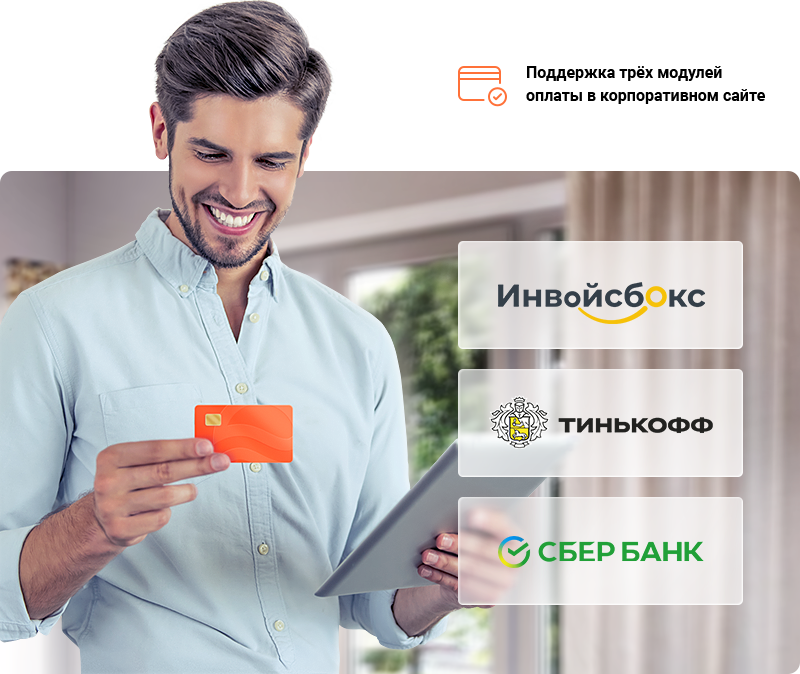 Поддержка трёх модулей
оплаты в корпоративном сайте
Инвойсбокс
ТИНЬКОФФ
СБЕР БАНК